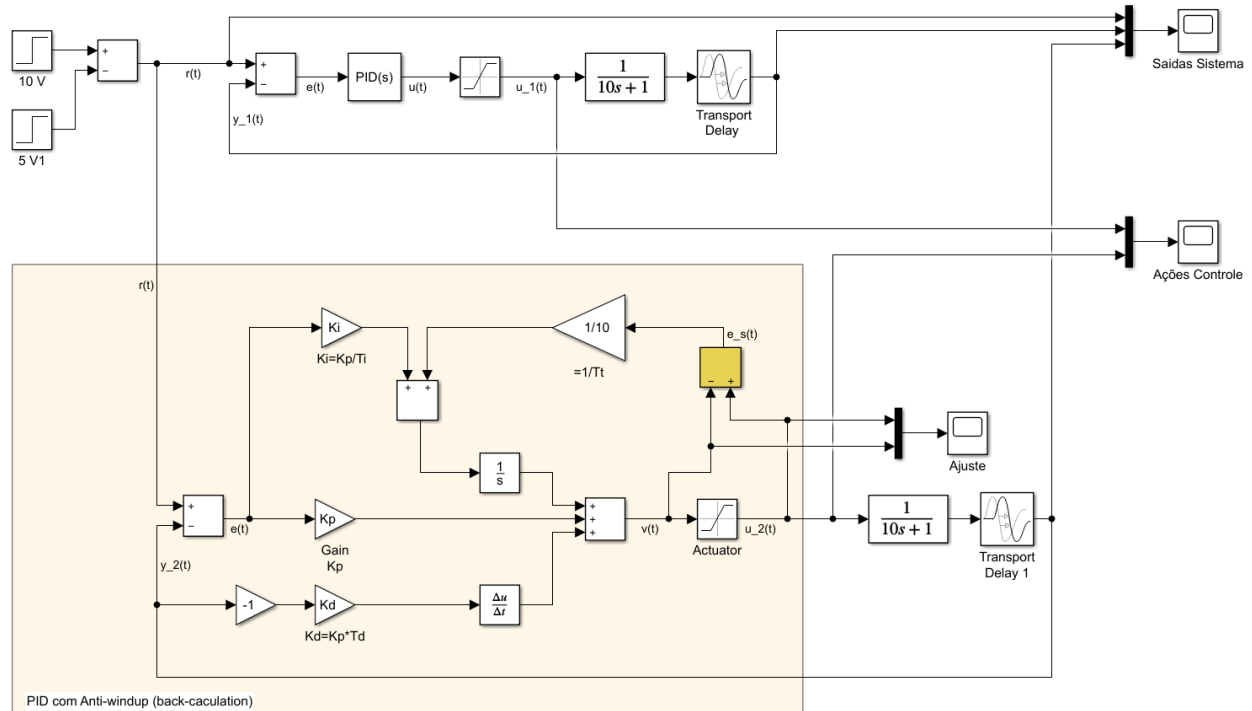 10 V
5 V1
+
−
r(t)
+
−
e(t)
y_1(t)
PID(s)
u(t)
u_1(t)
1
10s + 1
Transport
Delay
Saidas Sistema
Ações Controle
r(t)
Ki
Ki=Kp/Ti
+ +
1/10
=1/Tt
e_s(t)
− +
Ajuste
1
s
+
−
e(t)
y_2(t)
Kp
Gain
Kp
+
+
+
v(t)
Actuator
u_2(t)
1
10s + 1
Transport
Delay 1
-1
Kd
Kd=Kp*Td
Δu
Δt
PID com Anti-windup (back-caculation)